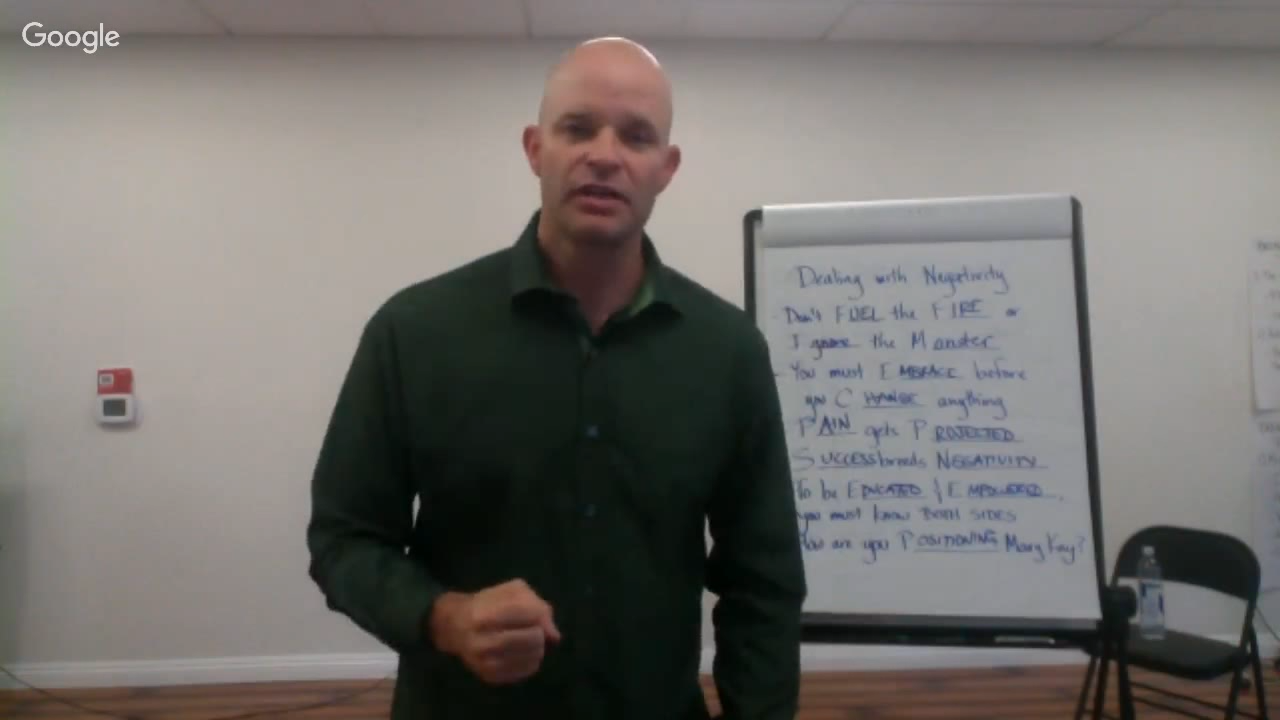 Google
Dealing with Negativity
- Don't FUEL the FIRE or
Ignore the Monster
- You must EMBRACE before
you CHANGE anything
PAIN gets PROJECTED
SUCCESS breeds NEGATIVITY
To be EDUCATED & EMPOWERED,
you must know BOTH SIDES
How are you POSITIONING Mary Kay?